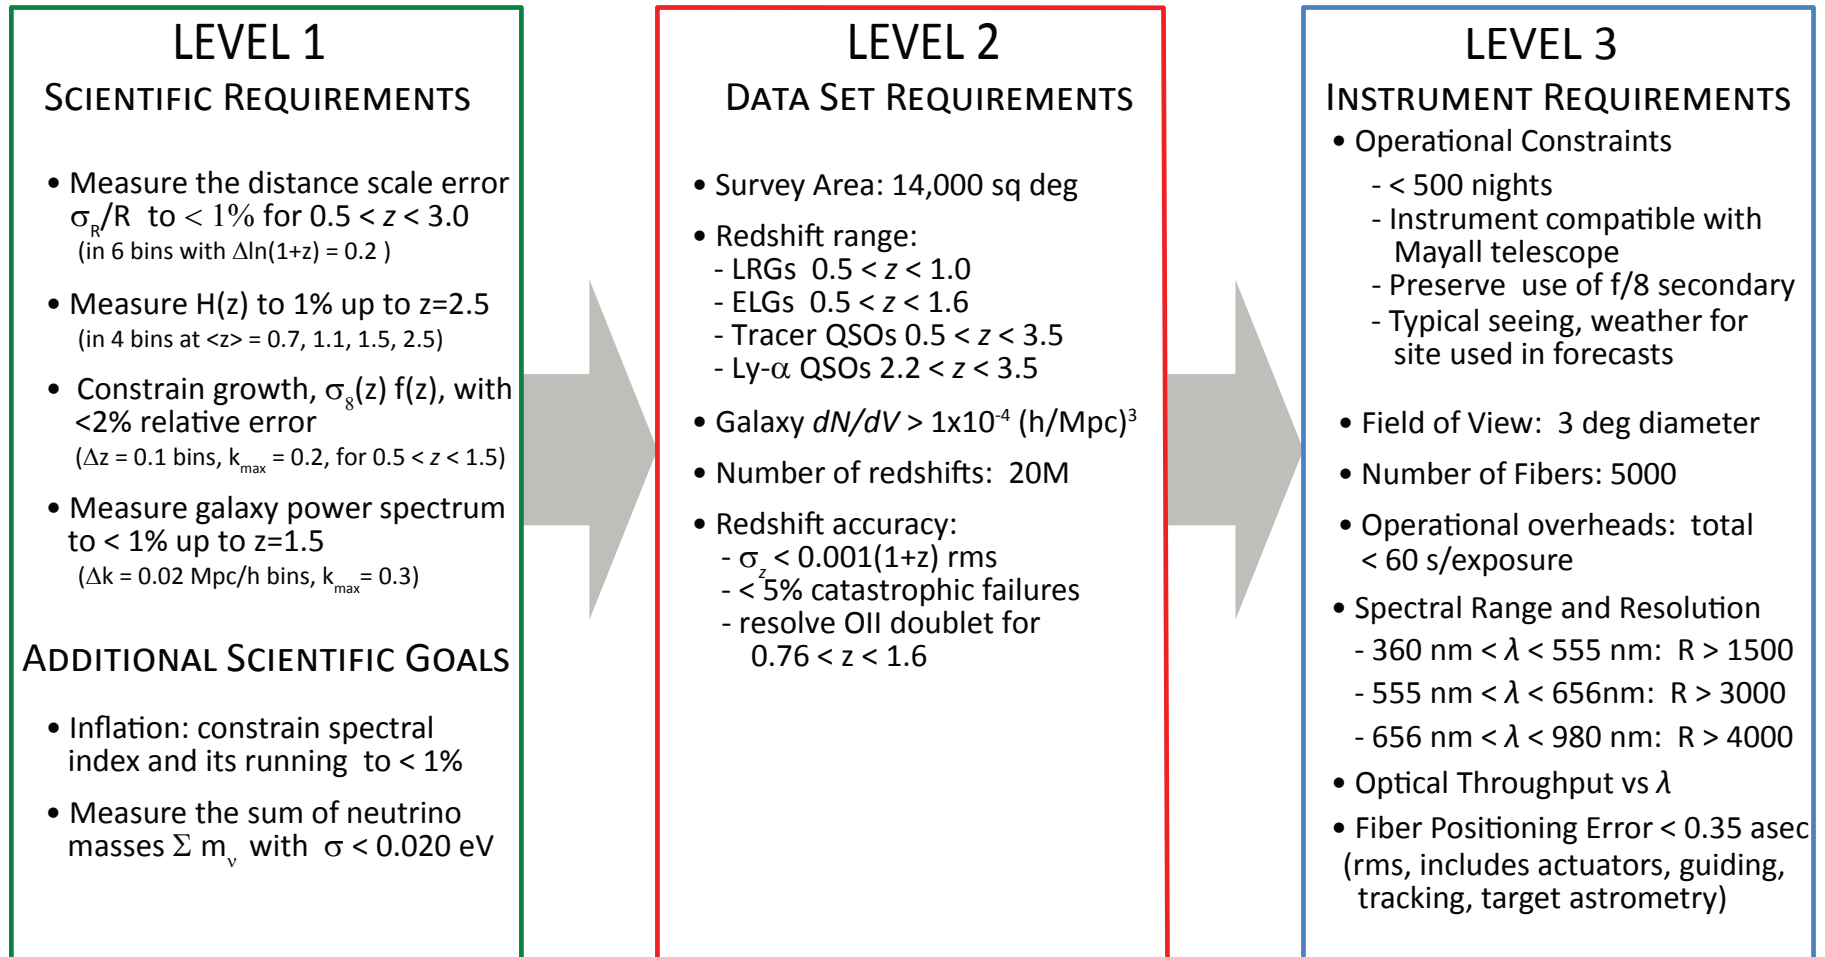 LEVEL 1
SCIENTIFIC REQUIREMENTS
• Measure the distance scale error
σ_R/R to < 1% for 0.5 < z < 3.0
(in 6 bins with Δln(1+z) = 0.2 )
• Measure H(z) to 1% up to z=2.5
(in 4 bins at <z> = 0.7, 1.1, 1.5, 2.5)
• Constrain growth, σ₈(z) f(z), with
<2% relative error
(Δz = 0.1 bins, k_max = 0.2, for 0.5 < z < 1.5)
• Measure galaxy power spectrum
to < 1% up to z=1.5
(Δk = 0.02 Mpc/h bins, k_max= 0.3)
ADDITIONAL SCIENTIFIC GOALS
• Inflation: constrain spectral
index and its running to < 1%
• Measure the sum of neutrino
masses Σ m_ν with σ < 0.020 eV
LEVEL 2
DATA SET REQUIREMENTS
• Survey Area: 14,000 sq deg
• Redshift range:
- LRGs 0.5 < z < 1.0
- ELGs 0.5 < z < 1.6
- Tracer QSOs 0.5 < z < 3.5
- Ly-α QSOs 2.2 < z < 3.5
• Galaxy dN/dV > 1x10⁻⁴ (h/Mpc)³
• Number of redshifts: 20M
• Redshift accuracy:
- σ_z < 0.001(1+z) rms
- < 5% catastrophic failures
- resolve OII doublet for
0.76 < z < 1.6
LEVEL 3
INSTRUMENT REQUIREMENTS
• Operational Constraints
- < 500 nights
- Instrument compatible with
Mayall telescope
- Preserve use of f/8 secondary
- Typical seeing, weather for
site used in forecasts
• Field of View: 3 deg diameter
• Number of Fibers: 5000
• Operational overheads: total
< 60 s/exposure
• Spectral Range and Resolution
- 360 nm < λ < 555 nm: R > 1500
- 555 nm < λ < 656nm: R > 3000
- 656 nm < λ < 980 nm: R > 4000
• Optical Throughput vs λ
• Fiber Positioning Error < 0.35 asec
(rms, includes actuators, guiding,
tracking, target astrometry)